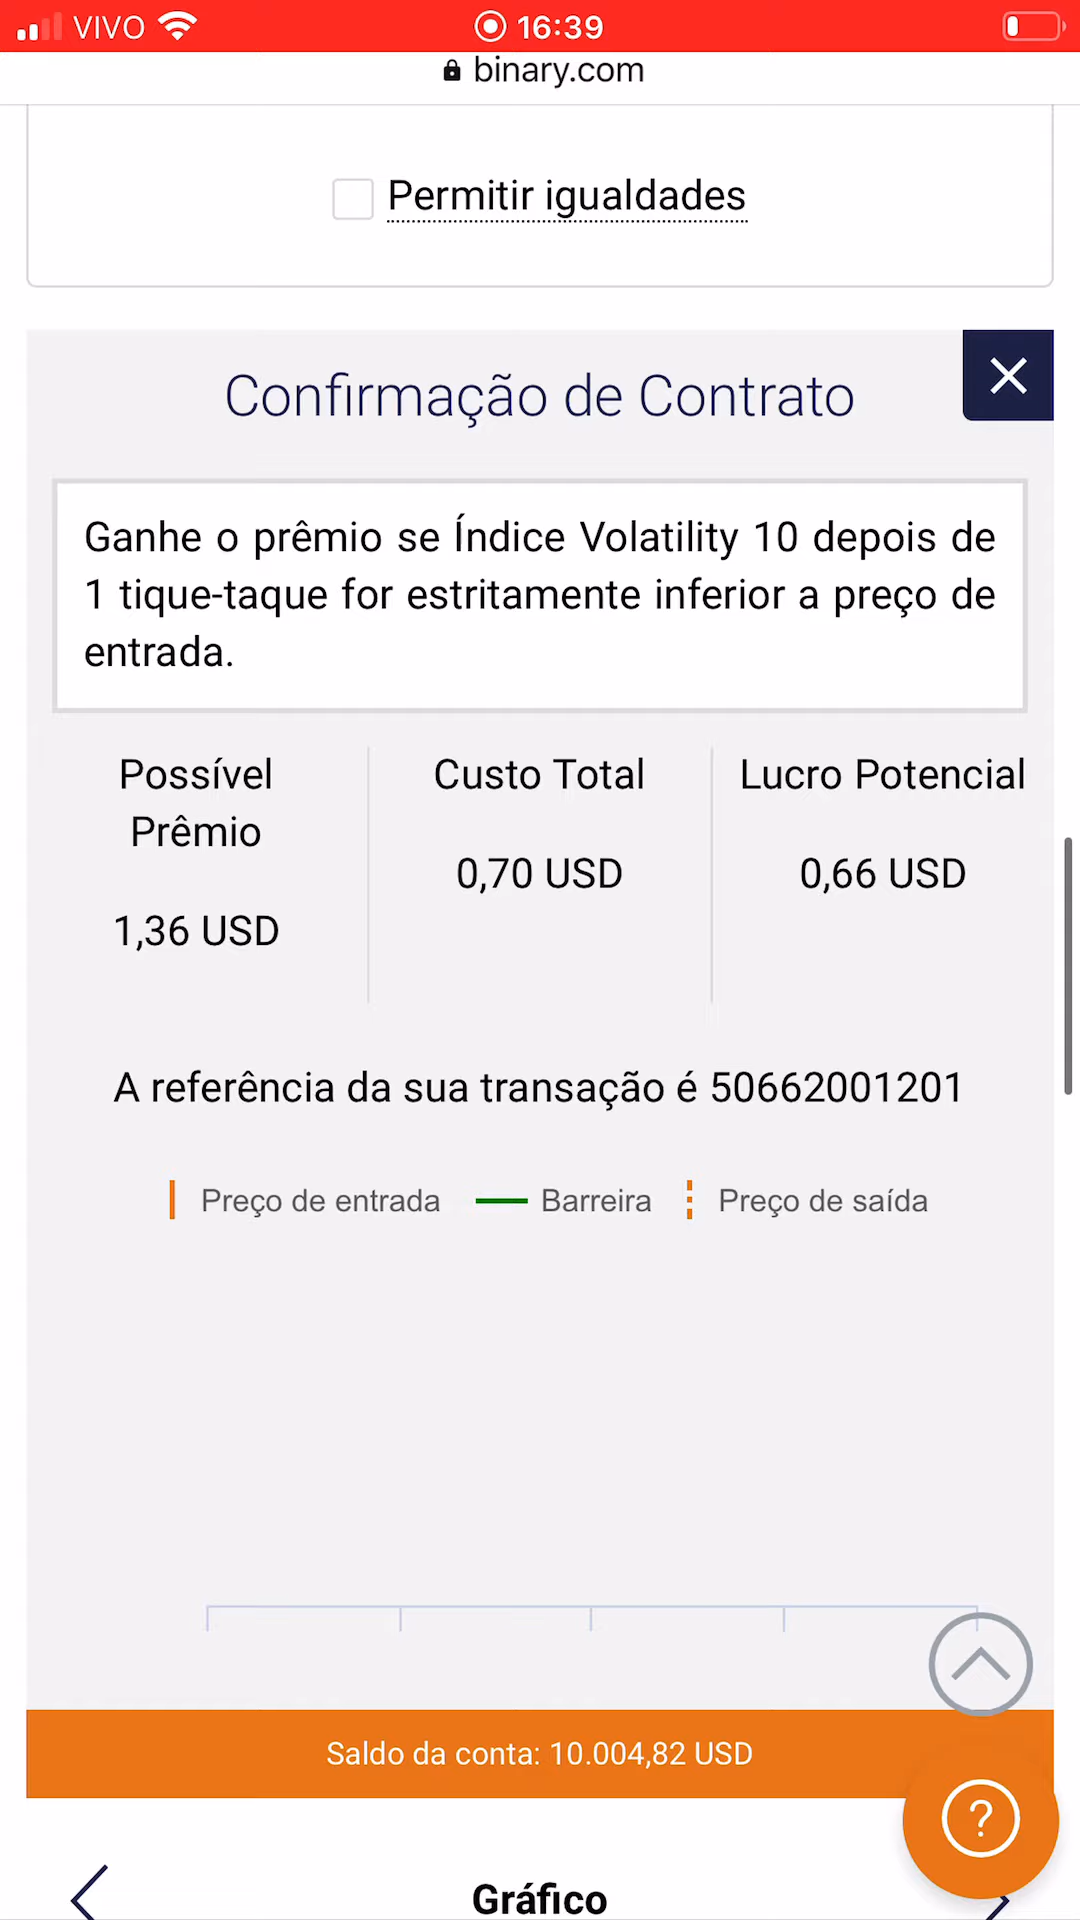 VIVO 16:39
binary.com
Permitir igualdades
Confirmação de Contrato
Ganhe o prêmio se Índice Volatility 10 depois de
1 tique-taque for estritamente inferior a preço de
entrada.
Possível
Prêmio
1,36 USD
Custo Total
0,70 USD
Lucro Potencial
0,66 USD
A referência da sua transação é 50662001201
Preço de entrada Barreira Preço de saída
Saldo da conta: 10.004,82 USD
?
Gráfico